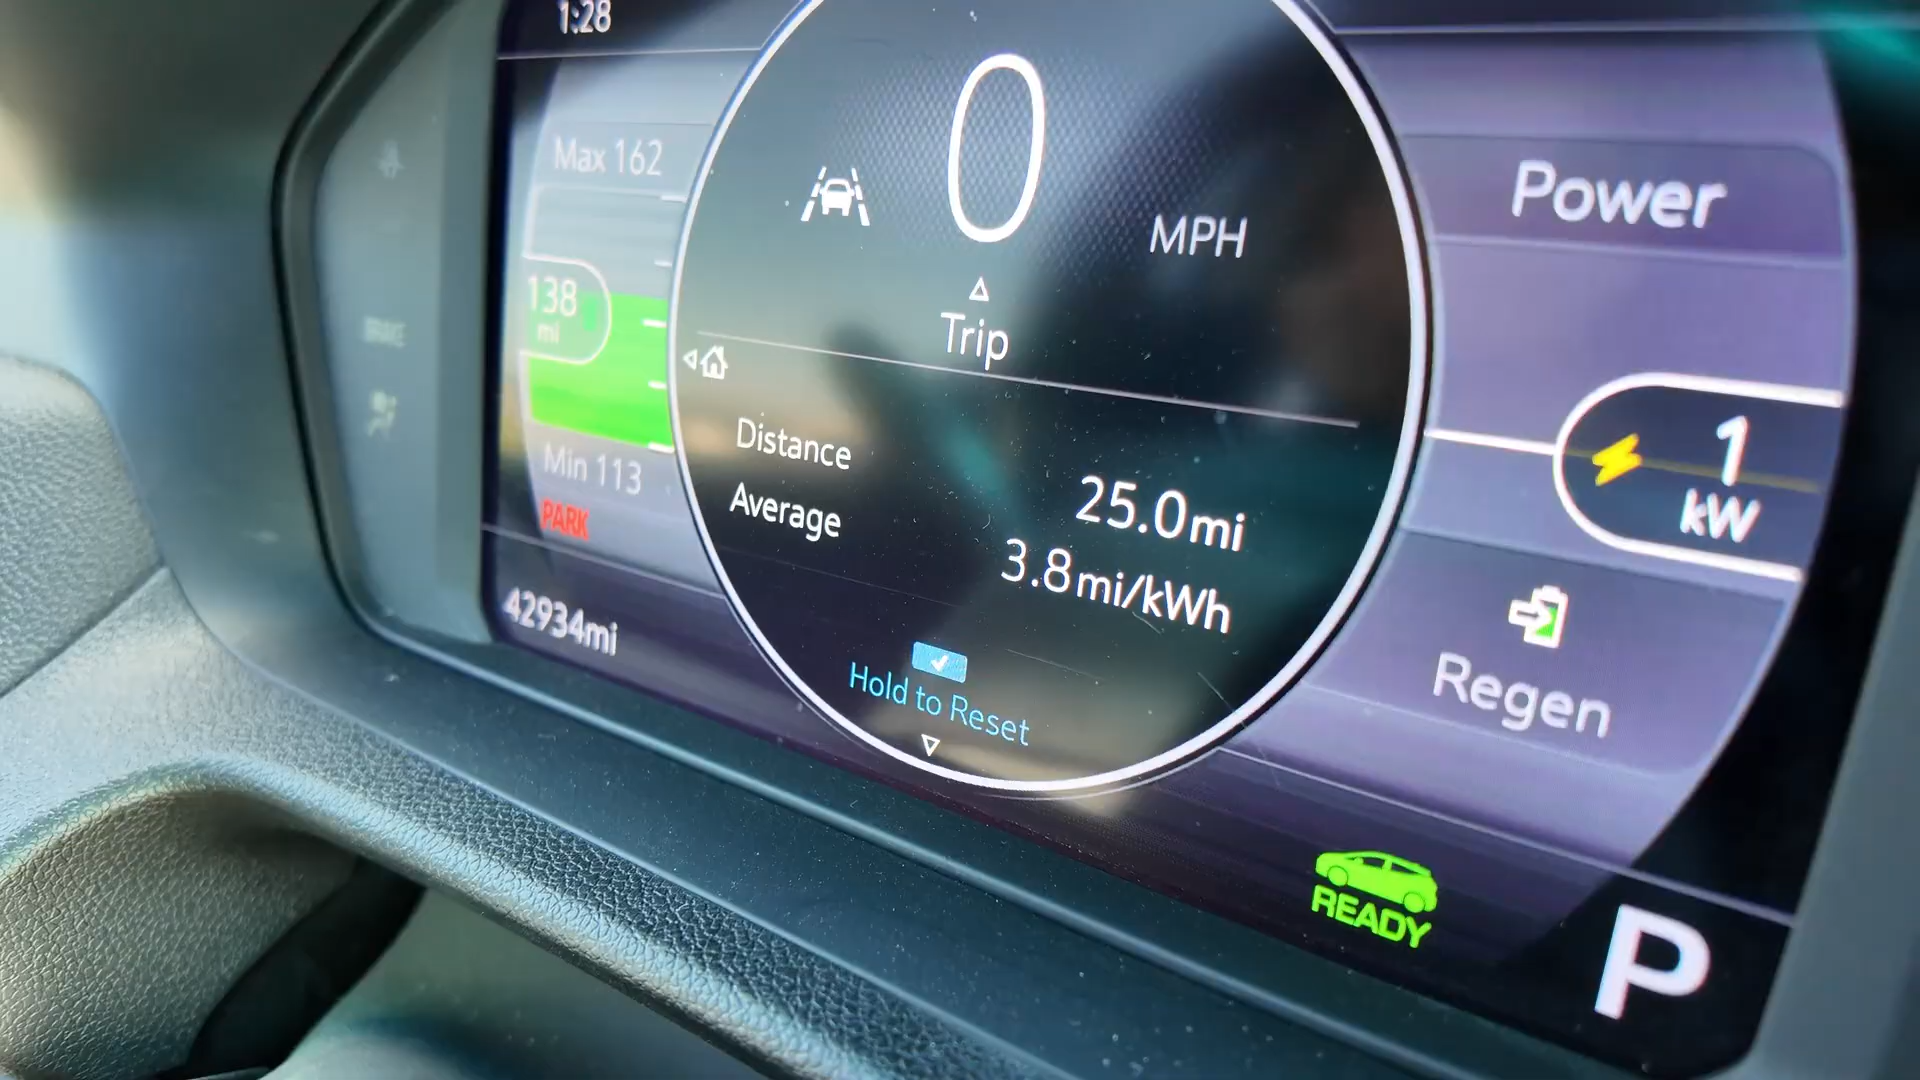 1:28
0
MPH
Max 162
138
mi
Min 113
PARK
42934mi
Trip
Distance
25.0mi
Average
3.8mi/kWh
Hold to Reset
Power
1
kW
Regen
READY
P
BRAKE